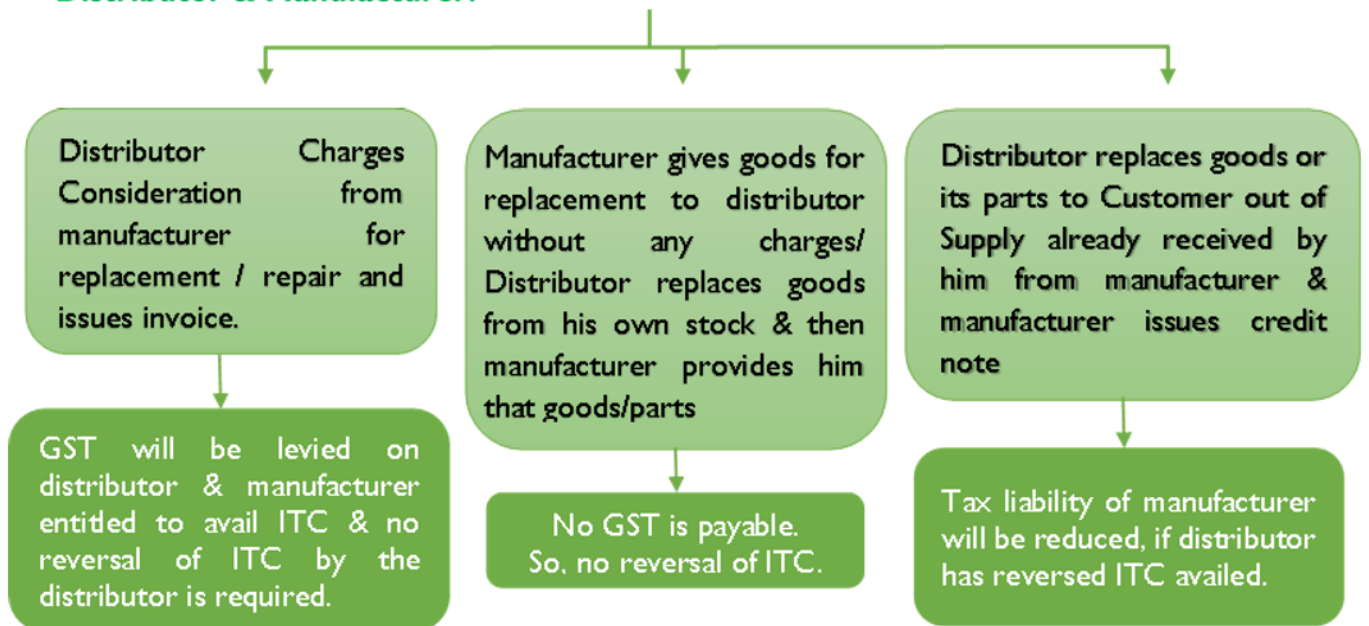 Distributor & Manufacturer?
Distributor Charges
Consideration from
manufacturer for
replacement / repair and
issues invoice.
GST will be levied on
distributor & manufacturer
entitled to avail ITC & no
reversal of ITC by the
distributor is required.
Manufacturer gives goods for
replacement to distributor
without any charges/
Distributor replaces goods
from his own stock & then
manufacturer provides him
that goods/parts
No GST is payable.
So, no reversal of ITC.
Distributor replaces goods or
its parts to Customer out of
Supply already received by
him from manufacturer &
manufacturer issues credit
note
Tax liability of manufacturer
will be reduced, if distributor
has reversed ITC availed.